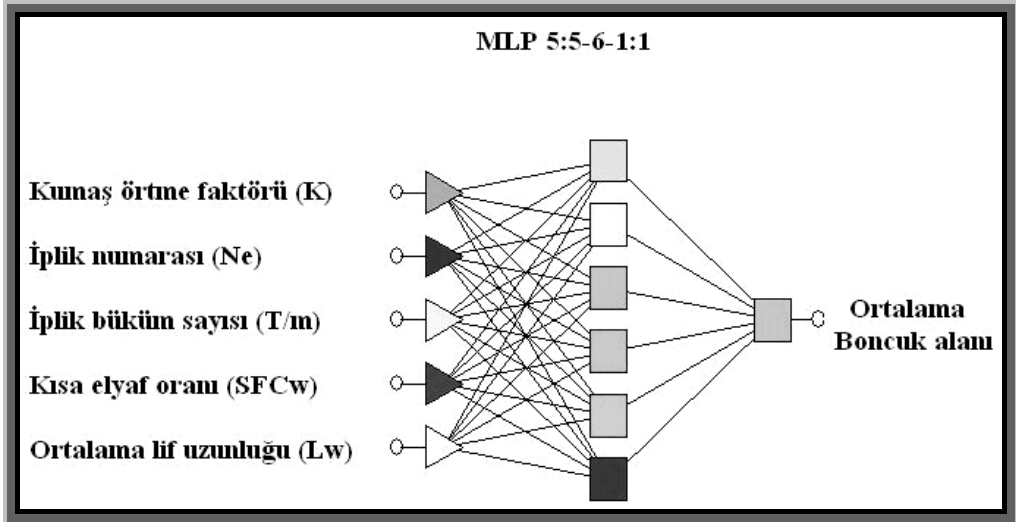 MLP 5:5-6-1:1
Kumaş örtme faktörü (K)
İplik numarası (Ne)
İplik büküm sayısı (T/m)
Kısa elyaf oranı (SFCw)
Ortalama lif uzunluğu (Lw)
Ortalama
Boncuk alanı